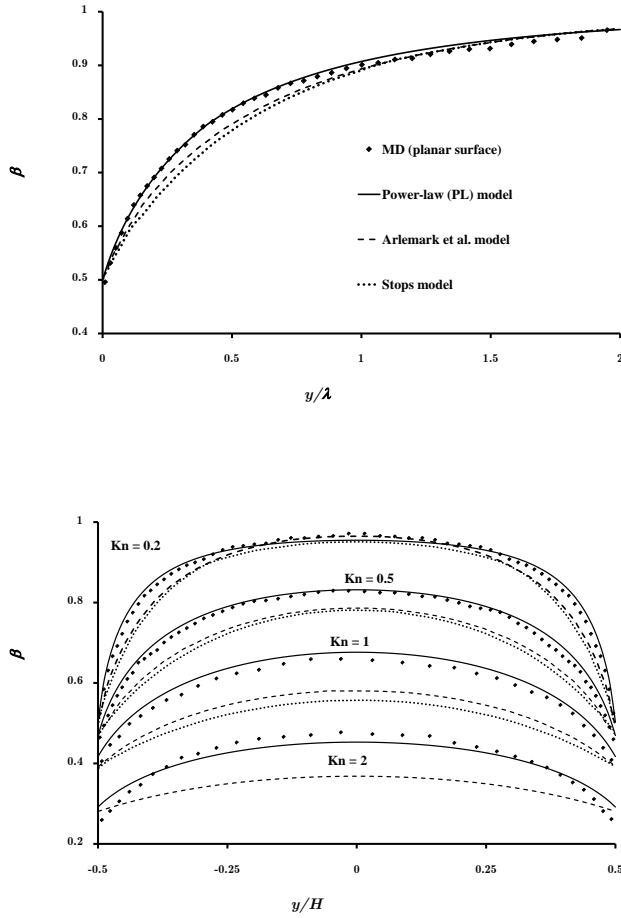 1
0.9
0.8
0.7
0.6
0.5
0.4
β
MD (planar surface)
Power-law (PL) model
Arlemark et al. model
Stops model
0 0.5 1 1.5 2
y/λ
1
0.8
0.6
0.4
0.2
β
Kn = 0.2
Kn = 0.5
Kn = 1
Kn = 2
-0.5 -0.25 0 0.25 0.5
y/H